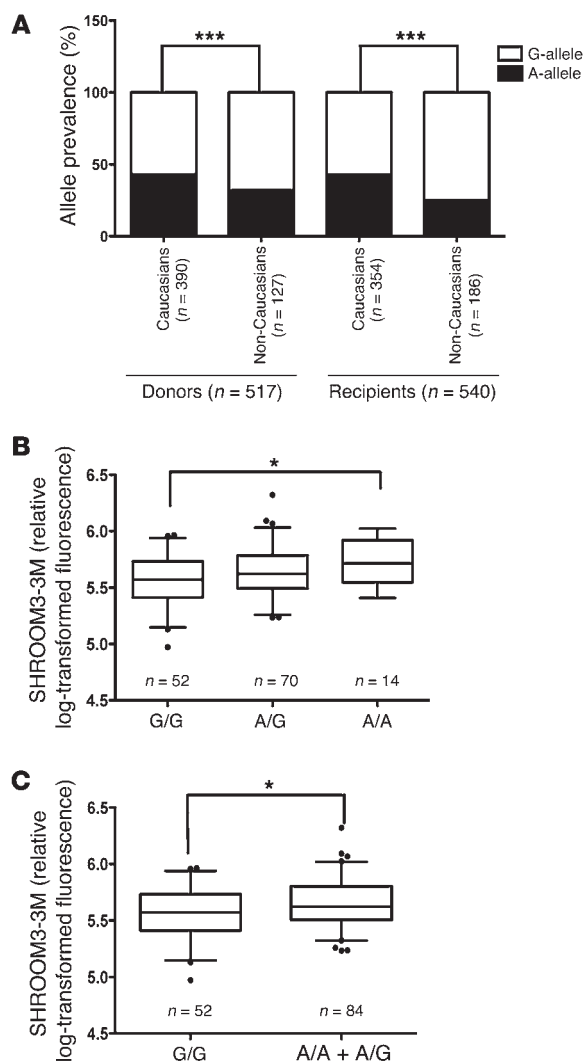 A
Allele prevalence (%)
150
100
50
0
***
***
G-allele
A-allele
Caucasians
(n = 390)
Non-Caucasians
(n = 127)
Caucasians
(n = 354)
Non-Caucasians
(n = 186)
Donors (n = 517)
Recipients (n = 540)
B
SHROOM3-3M (relative
log-transformed fluorescence)
6.5
6.0
5.5
5.0
4.5
*
n = 52
n = 70
n = 14
G/G
A/G
A/A
C
SHROOM3-3M (relative
log-transformed fluorescence)
6.5
6.0
5.5
5.0
4.5
*
n = 52
n = 84
G/G
A/A + A/G